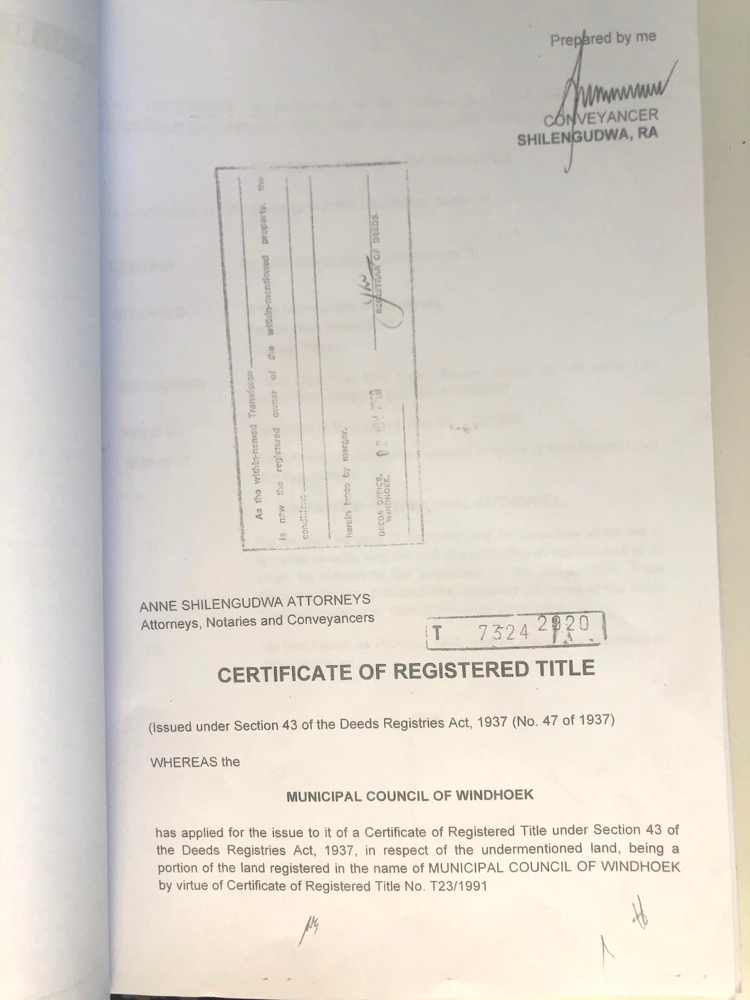 Prepared by me
CONVEYANCER
SHILENGUDWA, RA
As the within-named Transferee
is now the registered owner of the within-mentioned property, the
conditions
herein lapse by merger.
DEEDS OFFICE,
WINDHOEK.
REGISTRAR OF DEEDS.
ANNE SHILENGUDWA ATTORNEYS
Attorneys, Notaries and Conveyancers
T 7324 2020
CERTIFICATE OF REGISTERED TITLE
(Issued under Section 43 of the Deeds Registries Act, 1937 (No. 47 of 1937)
WHEREAS the
MUNICIPAL COUNCIL OF WINDHOEK
has applied for the issue to it of a Certificate of Registered Title under Section 43 of
the Deeds Registries Act, 1937, in respect of the undermentioned land, being a
portion of the land registered in the name of MUNICIPAL COUNCIL OF WINDHOEK
by virtue of Certificate of Registered Title No. T23/1991